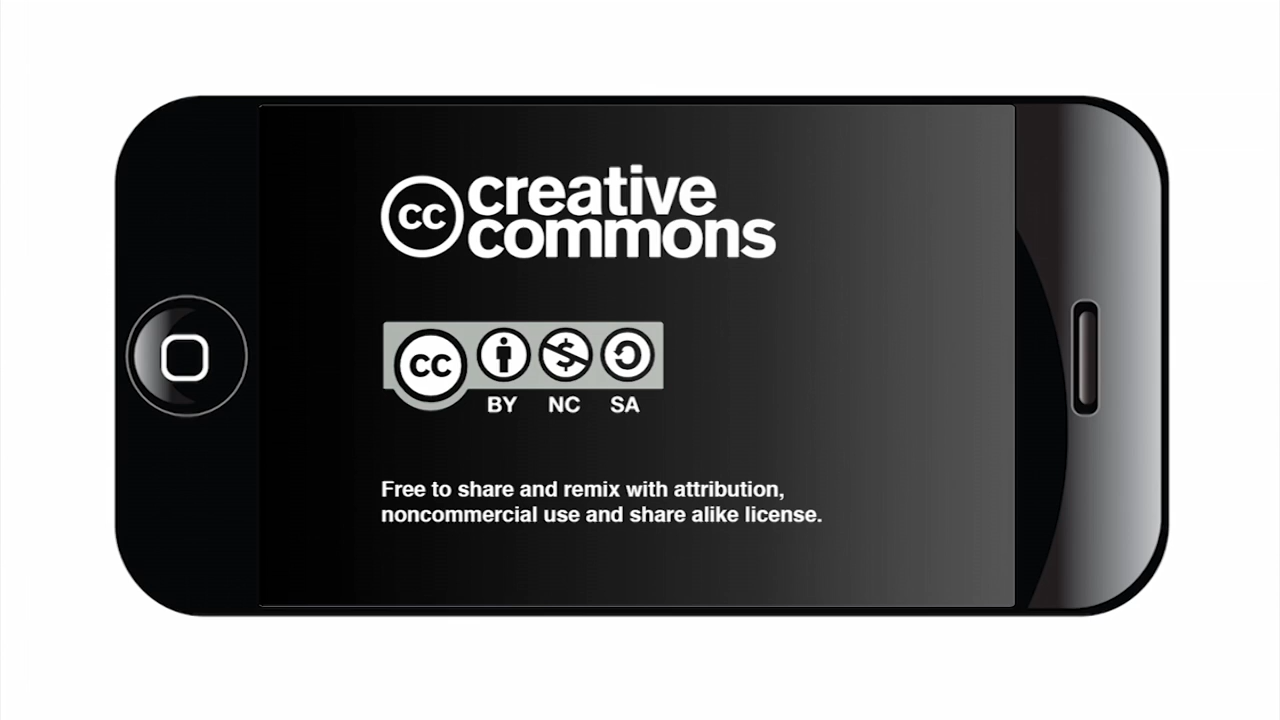 cc creative
commons
cc
BY NC SA
Free to share and remix with attribution,
noncommercial use and share alike license.